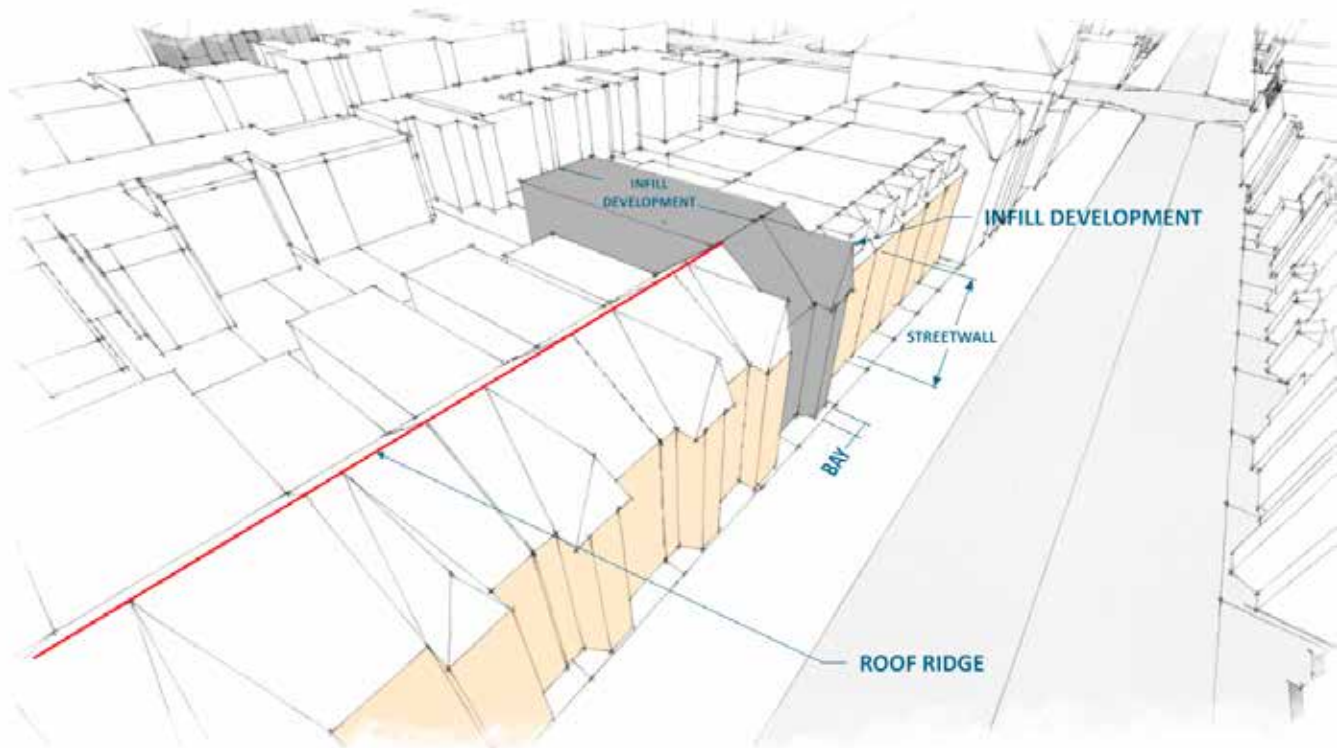 INFILL
DEVELOPMENT
INFILL DEVELOPMENT
STREETWALL
BAY
ROOF RIDGE